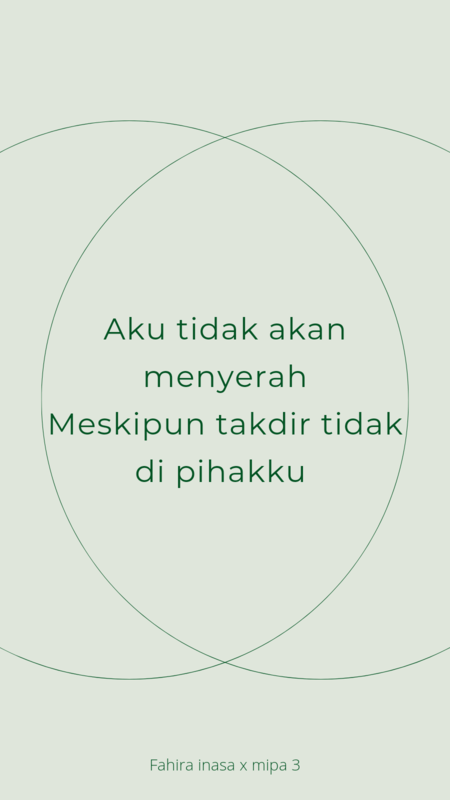 Aku tidak akan
menyerah
Meskipun takdir tidak
di pihakku
Fahira inasa x mipa 3